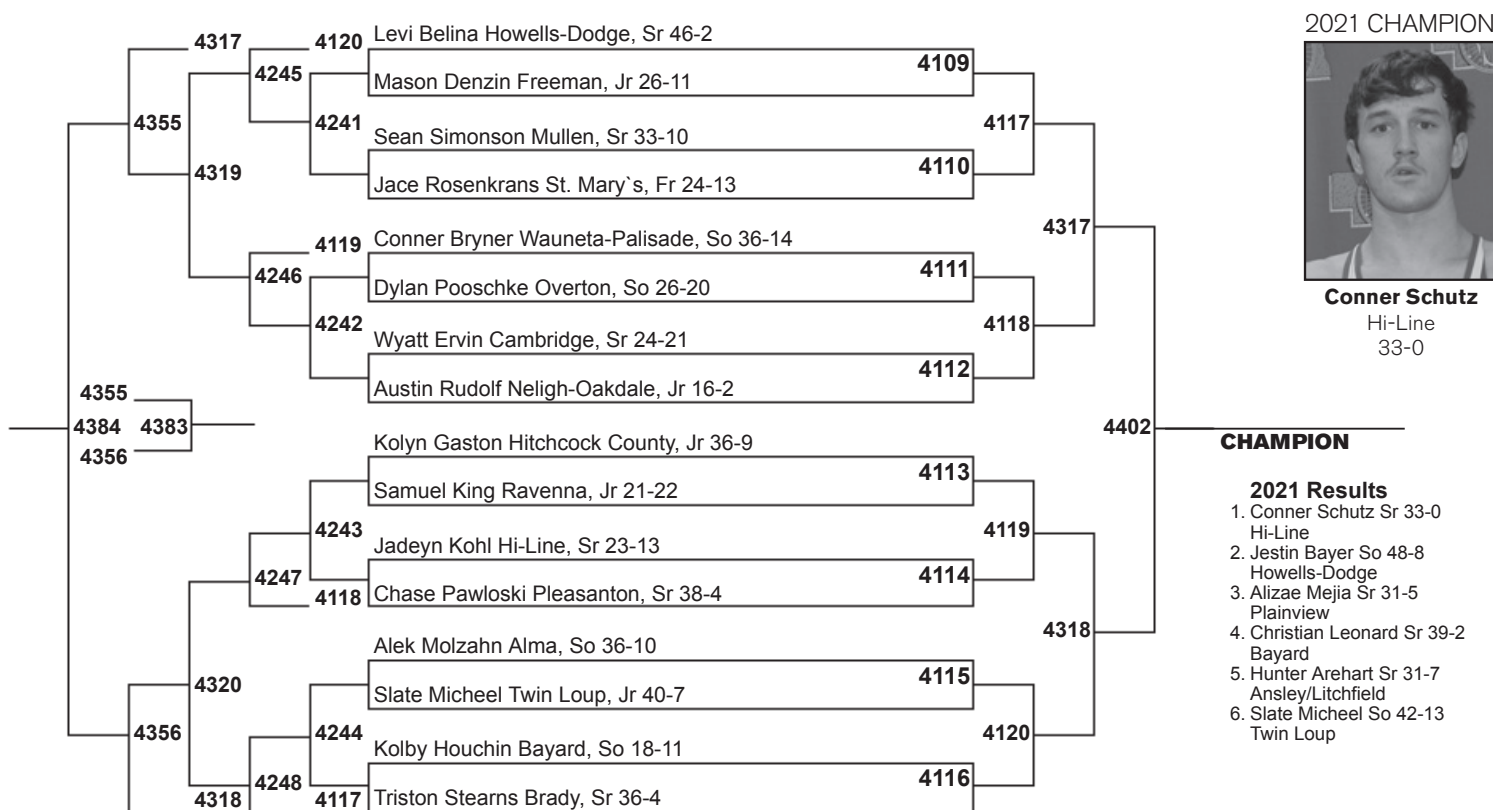 2021 CHAMPION
4317
4120
Levi Belina Howells-Dodge, Sr 46-2
4245
4109
Mason Denzin Freeman, Jr 26-11
4355
4241
4117
Sean Simonson Mullen, Sr 33-10
4319
4110
Jace Rosenkrans St. Mary`s, Fr 24-13
4317
4119
Conner Bryner Wauneta-Palisade, So 36-14
4246
4111
Dylan Pooschke Overton, So 26-20
Conner Schutz
Hi-Line
33-0
4242
4118
Wyatt Ervin Cambridge, Sr 24-21
4112
Austin Rudolf Neligh-Oakdale, Jr 16-2
4355
4384
4383
4356
4402
CHAMPION
Kolyn Gaston Hitchcock County, Jr 36-9
4113
Samuel King Ravenna, Jr 21-22
4243
4119
Jadeyn Kohl Hi-Line, Sr 23-13
4247
4114
4118
Chase Pawloski Pleasanton, Sr 38-4
4318
Alek Molzahn Alma, So 36-10
4320
4115
Slate Micheel Twin Loup, Jr 40-7
4356
4244
4120
Kolby Houchin Bayard, So 18-11
4248
4116
4318
4117
Triston Stearns Brady, Sr 36-4
2021 Results
1. Conner Schutz Sr 33-0
Hi-Line
2. Jestin Bayer So 48-8
Howells-Dodge
3. Alizae Mejia Sr 31-5
Plainview
4. Christian Leonard Sr 39-2
Bayard
5. Hunter Arehart Sr 31-7
Ansley/Litchfield
6. Slate Micheel So 42-13
Twin Loup